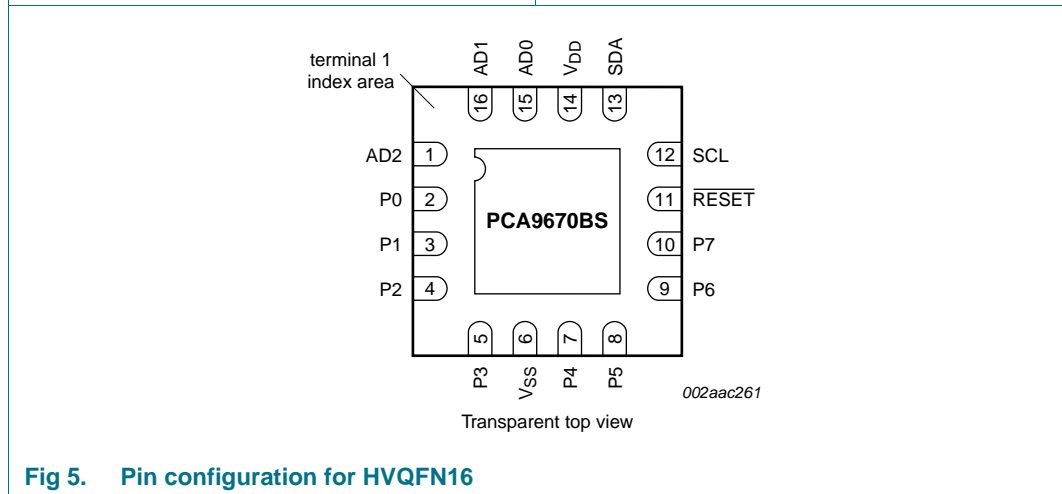 terminal 1
index area
AD1 AD0 VDD SDA
16 15 14 13
AD2 1 12 SCL
P0 2 11 RESET
PCA9670BS
P1 3 10 P7
P2 4 9 P6
5 6 7 8
P3 VSS P4 P5
002aac261
Transparent top view
Fig 5. Pin configuration for HVQFN16